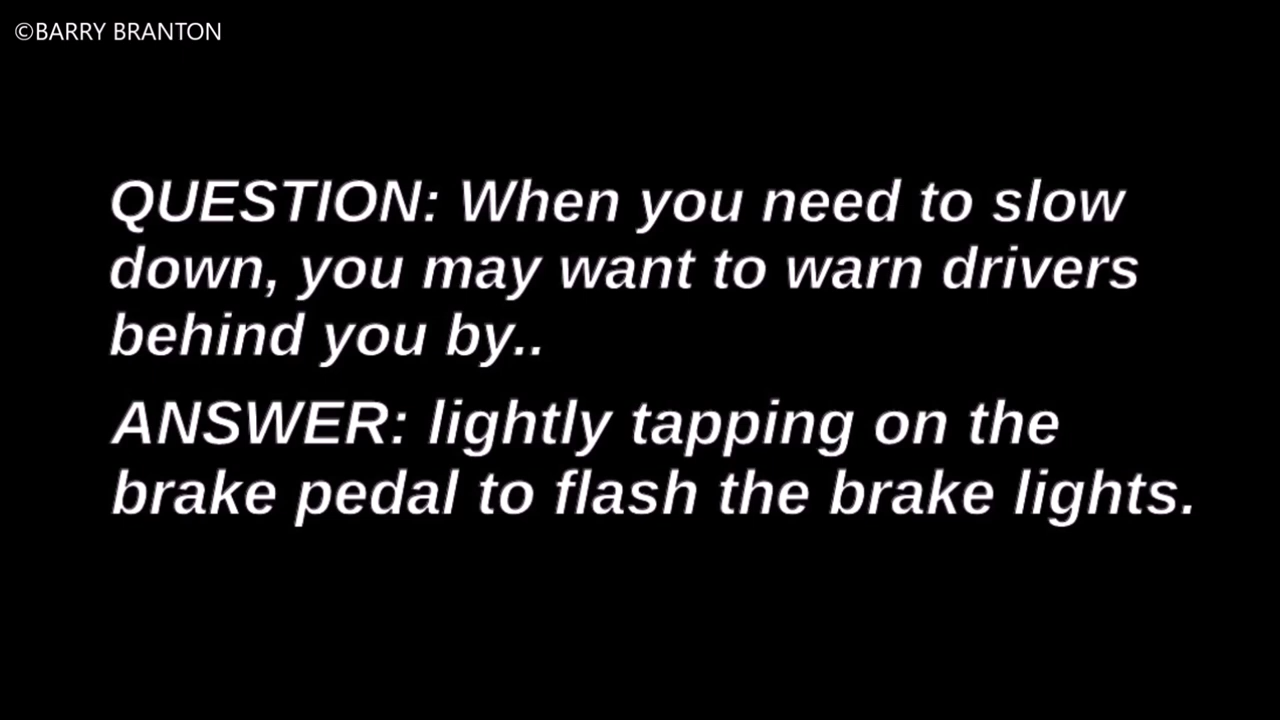 ©BARRY BRANTON
QUESTION: When you need to slow
down, you may want to warn drivers
behind you by..
ANSWER: lightly tapping on the
brake pedal to flash the brake lights.